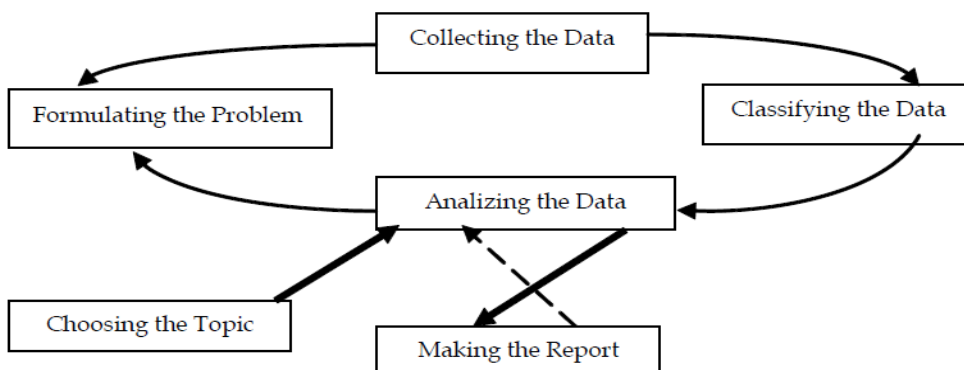 Collecting the Data
Formulating the Problem
Classifying the Data
Analizing the Data
Choosing the Topic
Making the Report